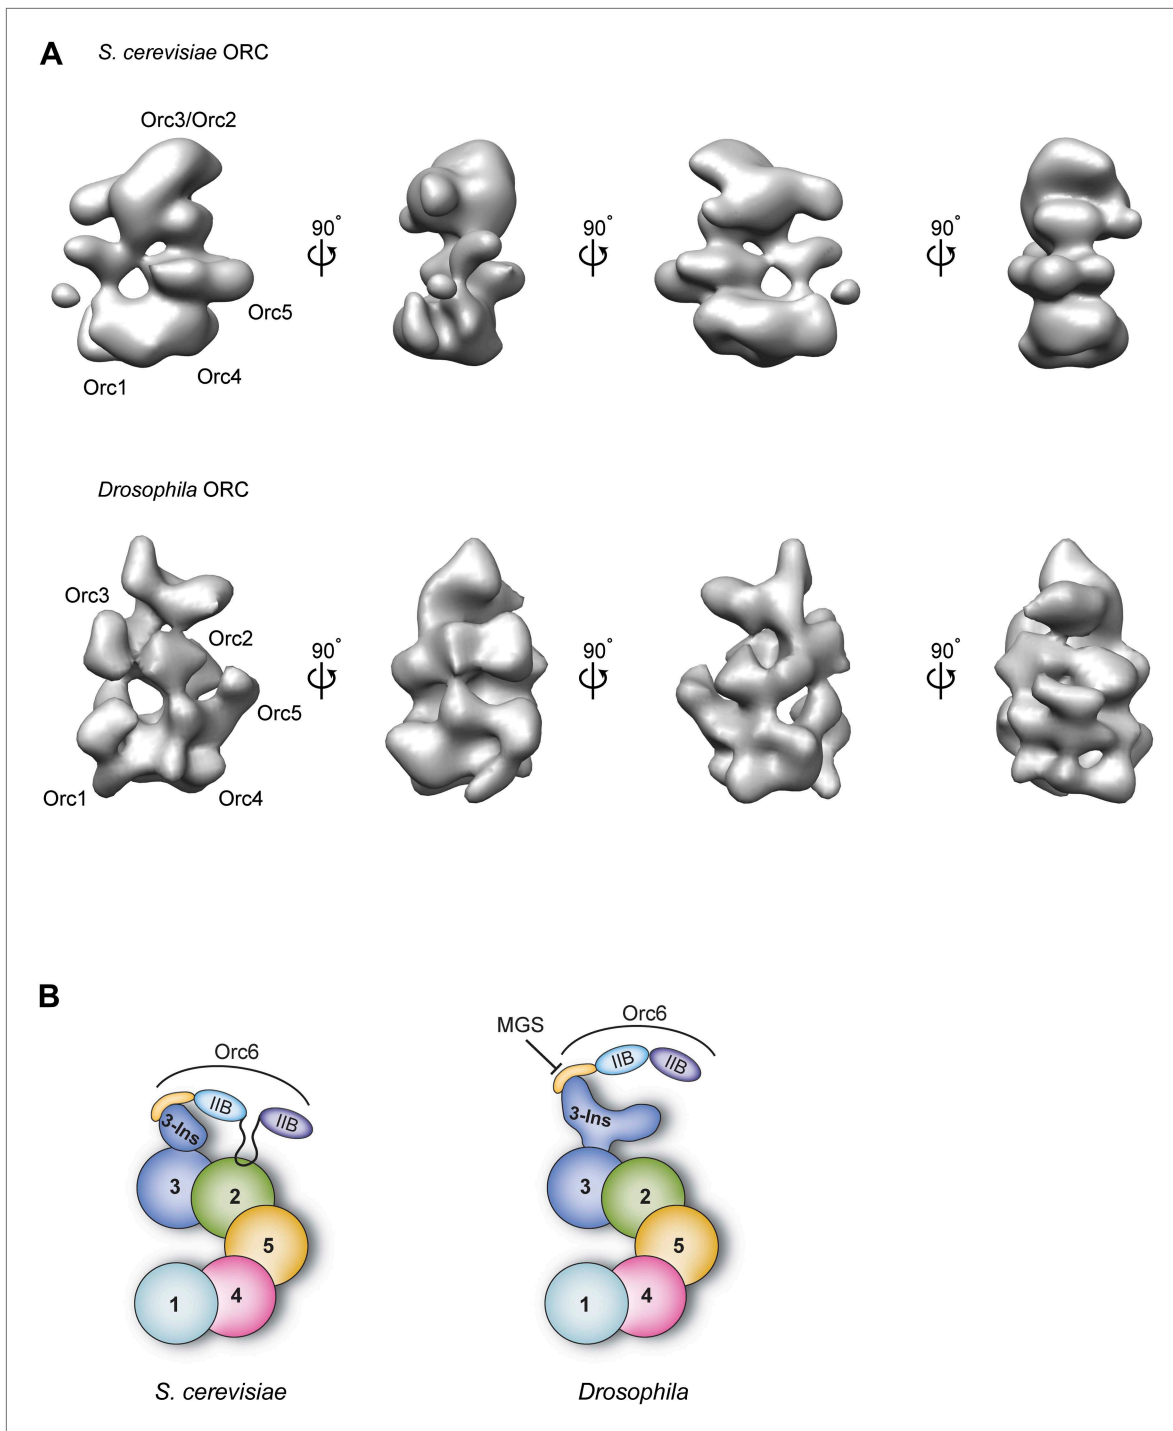 A S. cerevisiae ORC
Orc3/Orc2
90° 90° 90°
Orc5
Orc4
Orc1
Drosophila ORC
Orc3
Orc2
90° 90° 90°
Orc5
Orc1 Orc4
B
MGS Orc6
Orc6
IIB IIB
IIB IIB
3-Ins 3-Ins
3 2 3 2
5 5
1 4 1 4
S. cerevisiae Drosophila